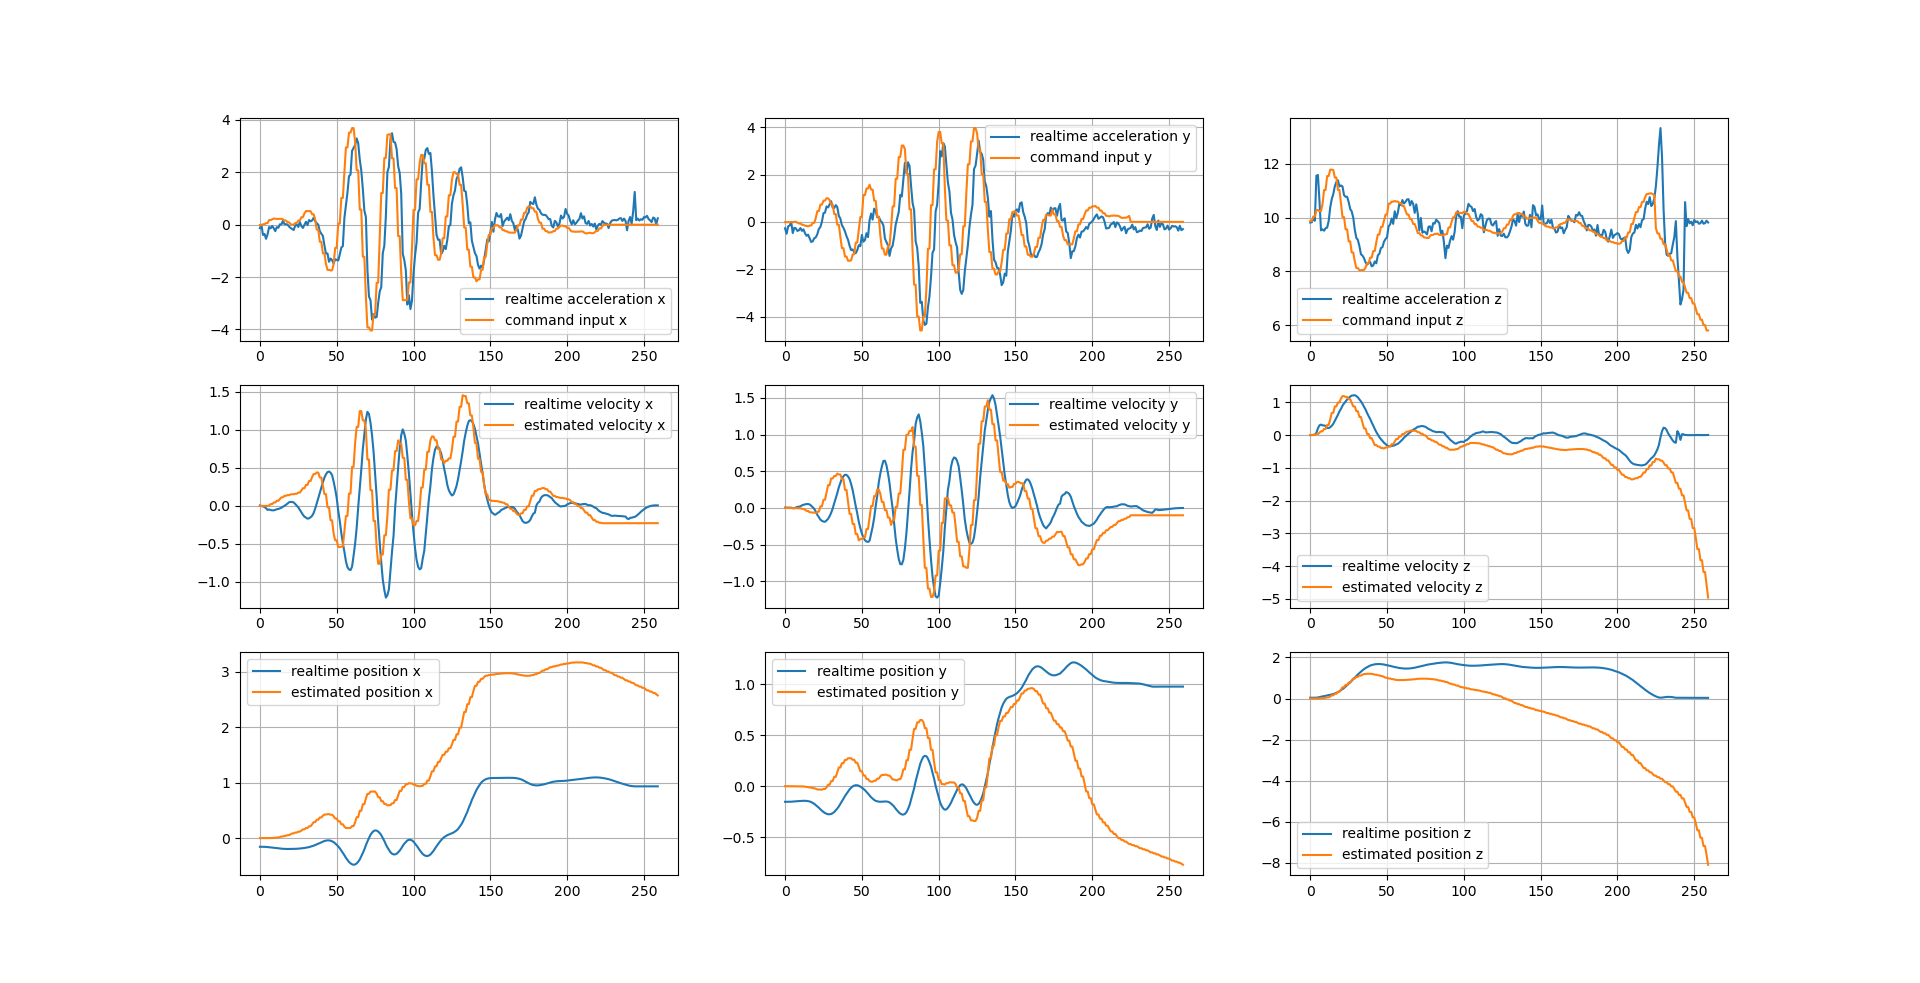 4
2
0
−2
−4
0 50 100 150 200 250
realtime acceleration x
command input x
4
2
0
−2
−4
0 50 100 150 200 250
realtime acceleration y
command input y
12
10
8
6
0 50 100 150 200 250
realtime acceleration z
command input z
1.5
1.0
0.5
0.0
−0.5
−1.0
0 50 100 150 200 250
realtime velocity x
estimated velocity x
1.5
1.0
0.5
0.0
−0.5
−1.0
0 50 100 150 200 250
realtime velocity y
estimated velocity y
1
0
−1
−2
−3
−4
−5
0 50 100 150 200 250
realtime velocity z
estimated velocity z
3
2
1
0
0 50 100 150 200 250
realtime position x
estimated position x
1.0
0.5
0.0
−0.5
0 50 100 150 200 250
realtime position y
estimated position y
2
0
−2
−4
−6
−8
0 50 100 150 200 250
realtime position z
estimated position z